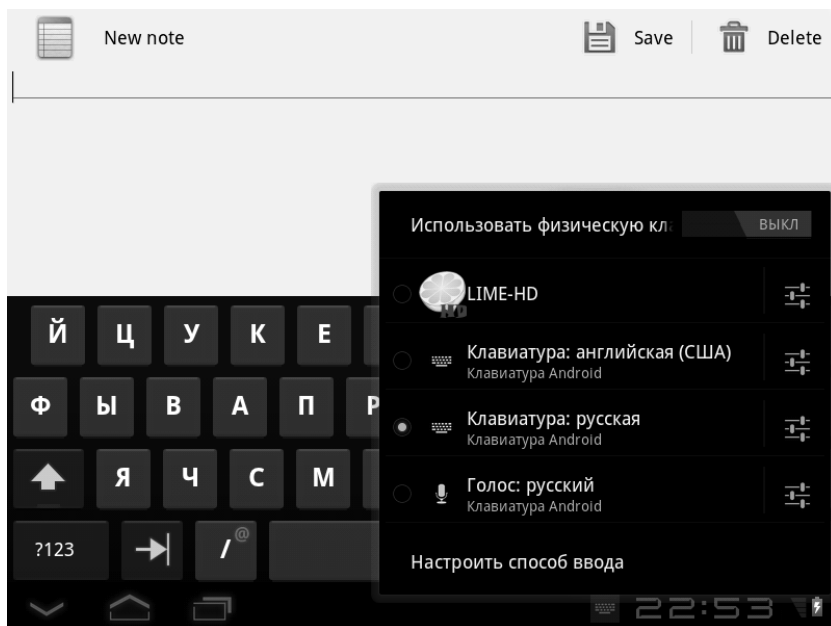 New note
Save
Delete
Использовать физическую кл
ВЫКЛ
LIME-HD
HD
Клавиатура: английская (США)
Клавиатура Android
Клавиатура: русская
Клавиатура Android
Голос: русский
Клавиатура Android
Настроить способ ввода
Й Ц У К Е
Ф Ы В А П Р
Я Ч С М
?123 / @
22:53